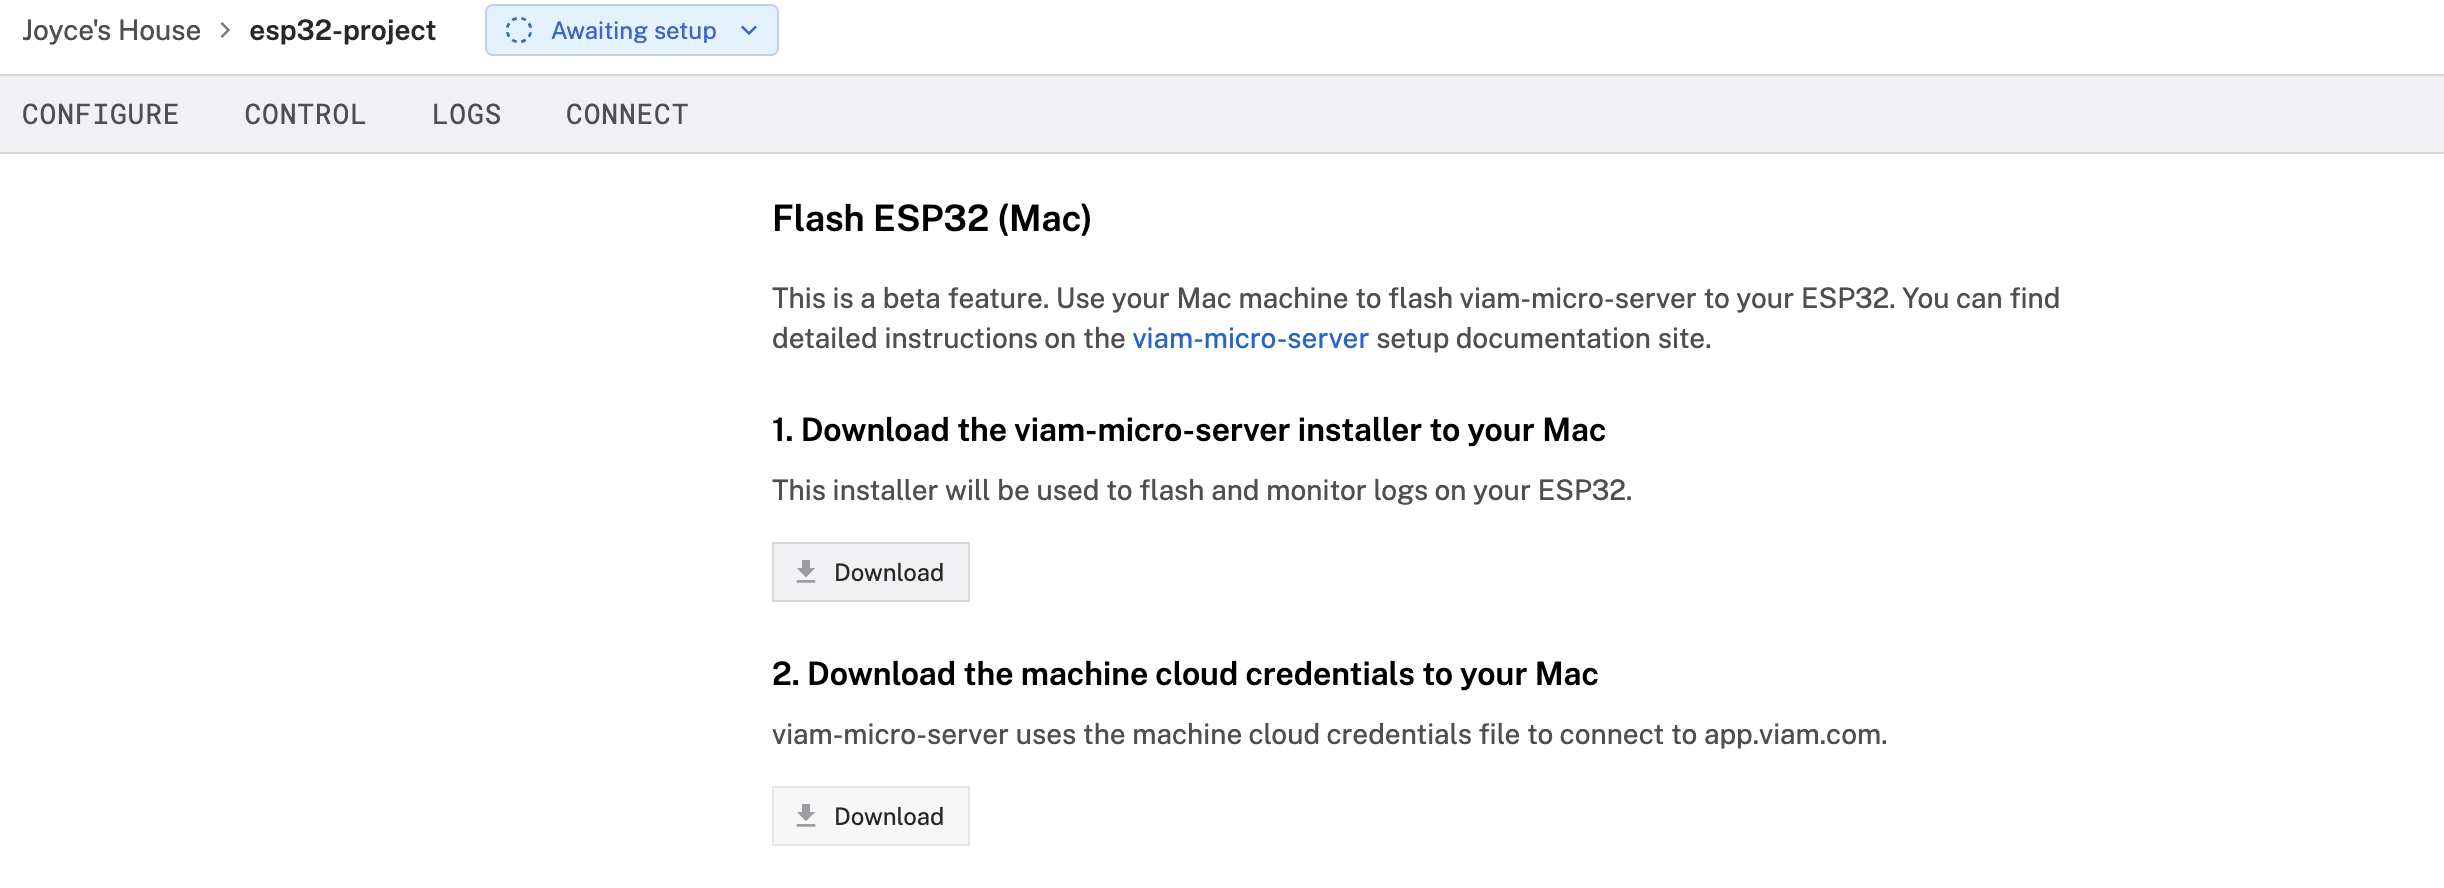 Joyce's House > esp32-project Awaiting setup
CONFIGURE CONTROL LOGS CONNECT
Flash ESP32 (Mac)
This is a beta feature. Use your Mac machine to flash viam-micro-server to your ESP32. You can find
detailed instructions on the viam-micro-server setup documentation site.
1. Download the viam-micro-server installer to your Mac
This installer will be used to flash and monitor logs on your ESP32.
Download
2. Download the machine cloud credentials to your Mac
viam-micro-server uses the machine cloud credentials file to connect to app.viam.com.
Download